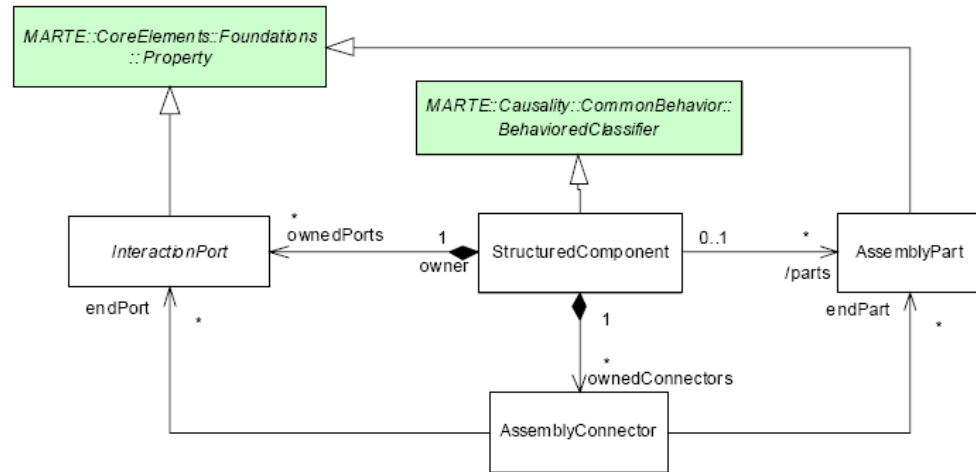 MARTE::CoreElements::Foundations
::Property
MARTE::Causality::CommonBehavior::
BehavioredClassifier
*
ownedPorts
1
owner
InteractionPort
StructuredComponent
0..1
*
/parts
AssemblyPart
endPort
*
1
endPart
*
*
/ownedConnectors
AssemblyConnector